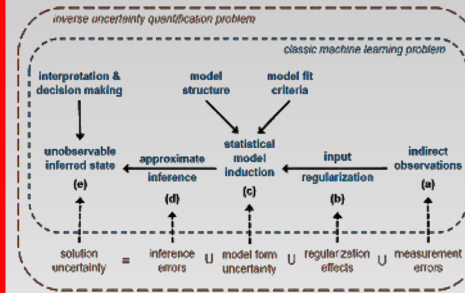 inverse uncertainty quantification problem
classic machine learning problem
interpretation &
decision making
model
structure
model fit
criteria
unobservable
inferred state
(e)
approximate
inference
(d)
statistical
model
induction
(c)
input
regularization
(b)
indirect
observations
(a)
solution
uncertainty
=
inference
errors
U
model form
uncertainty
U
regularization
effects
U
measurement
errors